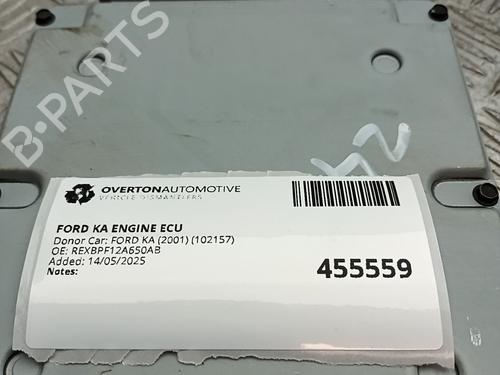 B-PARTS
OVERTONAUTOMOTIVE
VEHICLE DISMANTLERS
FORD KA ENGINE ECU
Donor Car: FORD KA (2001) (102157)
OE: REXBPF12A650AB
Added: 14/05/2025
Notes:
455559